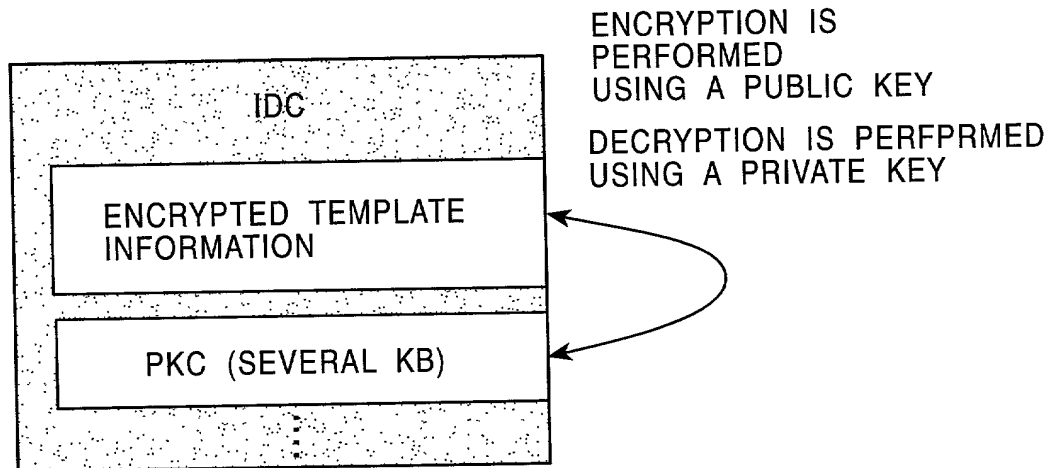 ENCRYPTION IS
PERFORMED
USING A PUBLIC KEY
DECRYPTION IS PERFPRMED
USING A PRIVATE KEY
IDC
ENCRYPTED TEMPLATE
INFORMATION
PKC (SEVERAL KB)